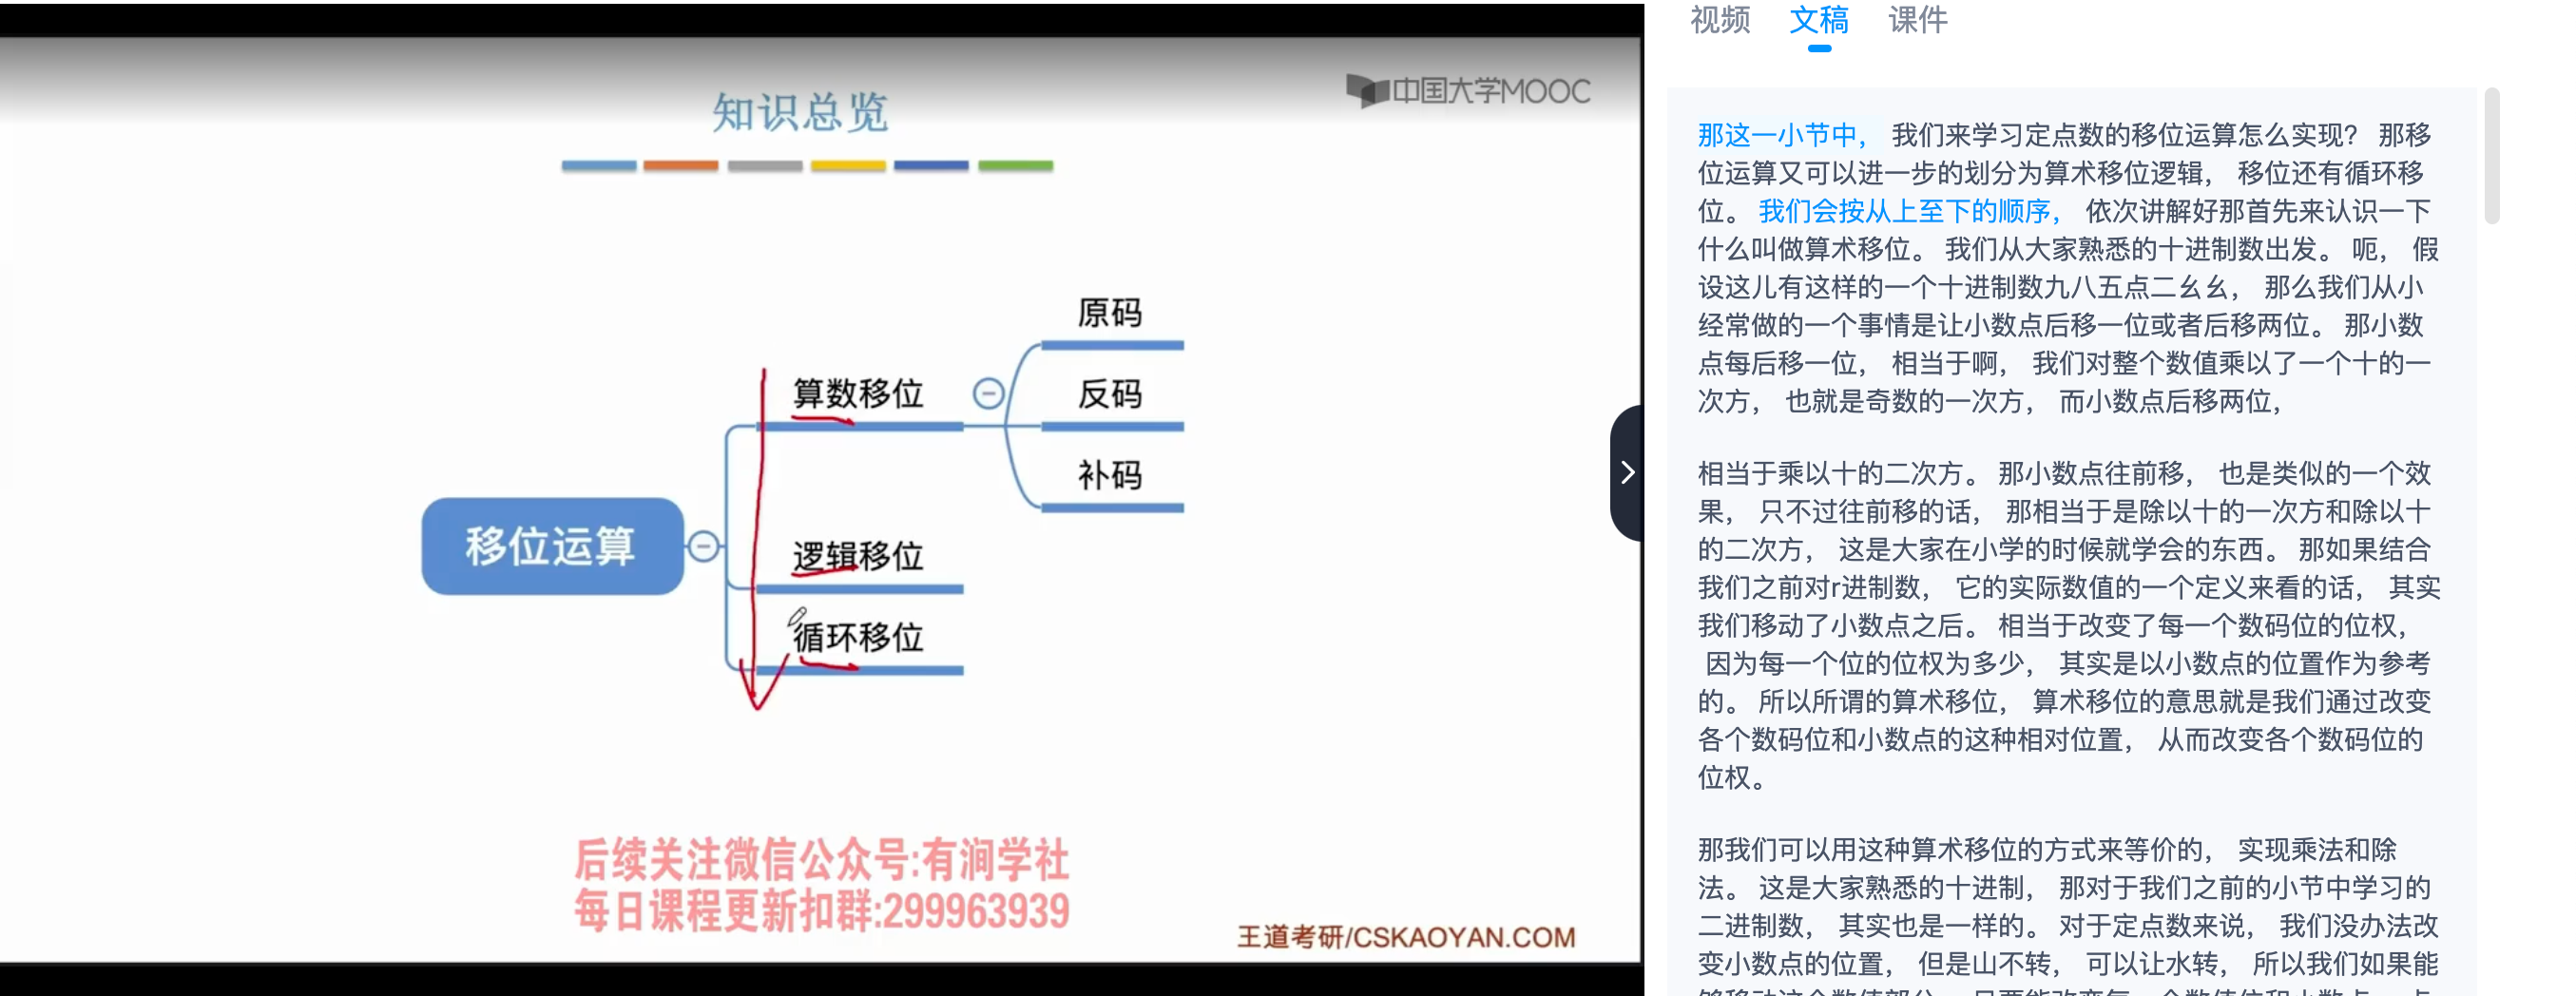 知识总览
中国大学MOOC
原码
算数移位
反码
补码
移位运算
逻辑移位
循环移位
后续关注微信公众号:有涧学社
每日课程更新扣群:299963939
王道考研/CSKAOYAN.COM
视频 文稿 课件
那这一小节中， 我们来学习定点数的移位运算怎么实现？ 那移
位运算又可以进一步的划分为算术移位逻辑， 移位还有循环移
位。 我们会按从上至下的顺序， 依次讲解好那首先来认识一下
什么叫做算术移位。 我们从大家熟悉的十进制数出发。 呃， 假
设这儿有这样的一个十进制数九八五点二幺幺， 那么我们从小
经常做的一个事情是让小数点后移一位或者后移两位。 那小数
点每后移一位， 相当于啊， 我们对整个数值乘以了一个十的一
次方， 也就是奇数的一次方， 而小数点后移两位，
相当于乘以十的二次方。 那小数点往前移， 也是类似的一个效
果， 只不过往前移的话， 那相当于是除以十的一次方和除以十
的二次方， 这是大家在小学的时候就学会的东西。 那如果结合
我们之前对r进制数， 它的实际数值的一个定义来看的话， 其实
我们移动了小数点之后。 相当于改变了每一个数码位的位权，
因为每一个位的位权为多少， 其实是以小数点的位置作为参考
的。 所以所谓的算术移位， 算术移位的意思就是我们通过改变
各个数码位和小数点的这种相对位置， 从而改变各个数码位的
位权。
那我们可以用这种算术移位的方式来等价的， 实现乘法和除
法。 这是大家熟悉的十进制， 那对于我们之前的小节中学习的
二进制数， 其实也是一样的。 对于定点数来说， 我们没办法改
变小数点的位置， 但是山不转， 可以让水转， 所以我们如果能